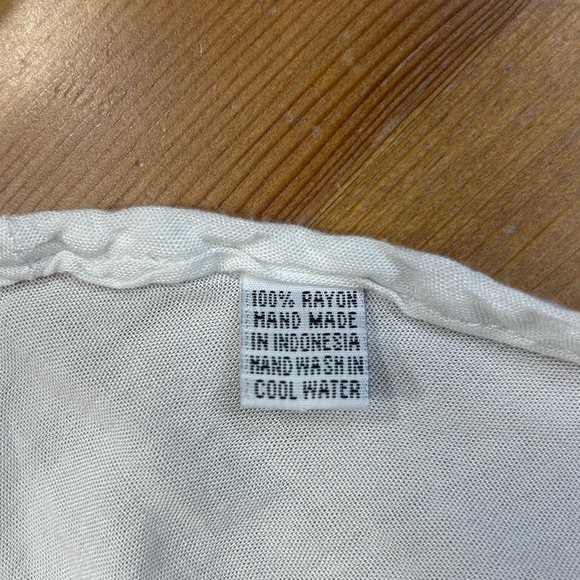 100% RAYON
HAND MADE
IN INDONESIA
HAND WASH IN
COOL WATER